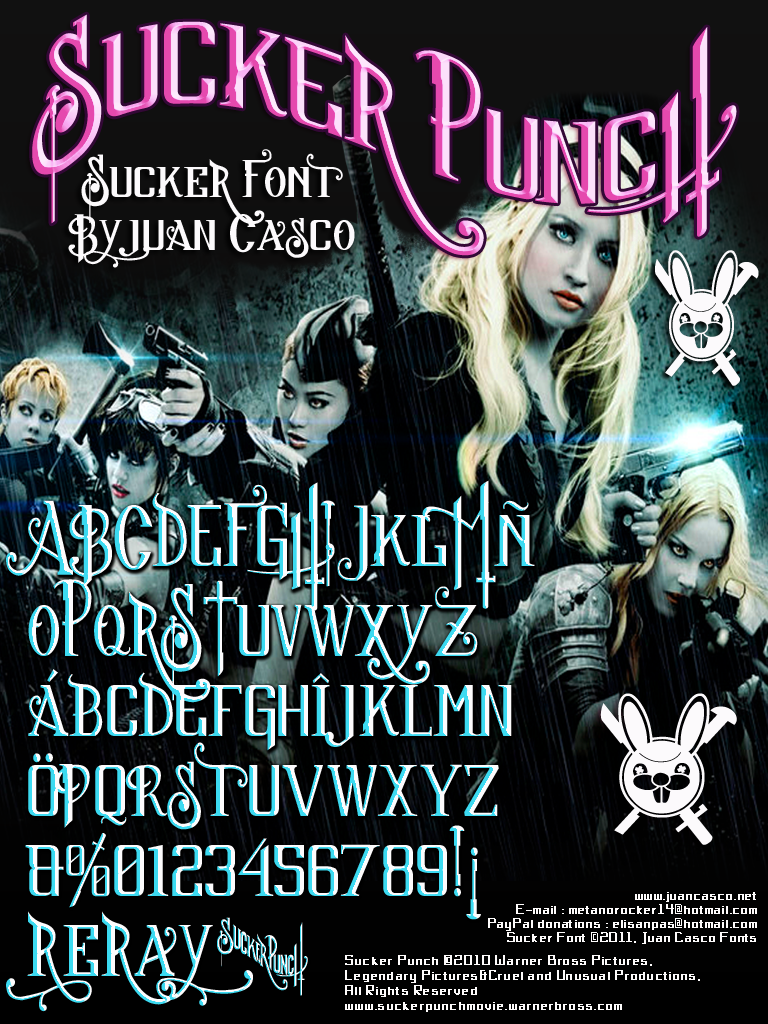 SUCKER PUNCH
SUCKER FONT
BY JUAN CASCO
ABCDEFGHIJKLMÑ
OPQRSTUVWXYZ
ÁBCDEFGHÎJKLMN
ÖPQRSTUVWXYZ
&%0123456789!¡
RERAY SUCKER PUNCH
www.juancasco.net
E-mail : metanorocker14@hotmail.com
PayPal donations : elisanpas@hotmail.com
Sucker Font ©2011. Juan Casco Fonts
Sucker Punch ©2010 Warner Bross Pictures.
Legendary Pictures&Cruel and Unusual Productions.
All Rights Reserved
www.suckerpunchmovie.warnerbross.com